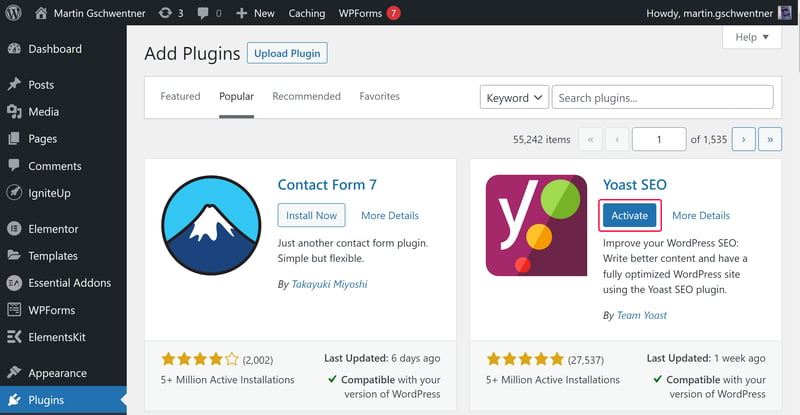 Martin Gschwentner
3
0
New
Caching
WPForms
7
Howdy, martin.gschwentner
Help
Dashboard
Posts
Media
Pages
Comments
IgniteUp
Elementor
Templates
Essential Addons
WPForms
ElementsKit
Appearance
Plugins
Add Plugins
Upload Plugin
Featured
Popular
Recommended
Favorites
Keyword
Search plugins...
55,242 items
«
‹
1
of 1,535
›
»
Contact Form 7
Install Now
More Details
Just another contact form plugin.
Simple but flexible.
By Takayuki Miyoshi
(2,002)
5+ Million Active Installations
Last Updated: 6 days ago
Compatible with your
version of WordPress
y
Yoast SEO
Activate
More Details
Improve your WordPress SEO:
Write better content and have a
fully optimized WordPress site
using the Yoast SEO plugin.
By Team Yoast
(27,537)
5+ Million Active Installations
Last Updated: 1 week ago
Compatible with your
version of WordPress